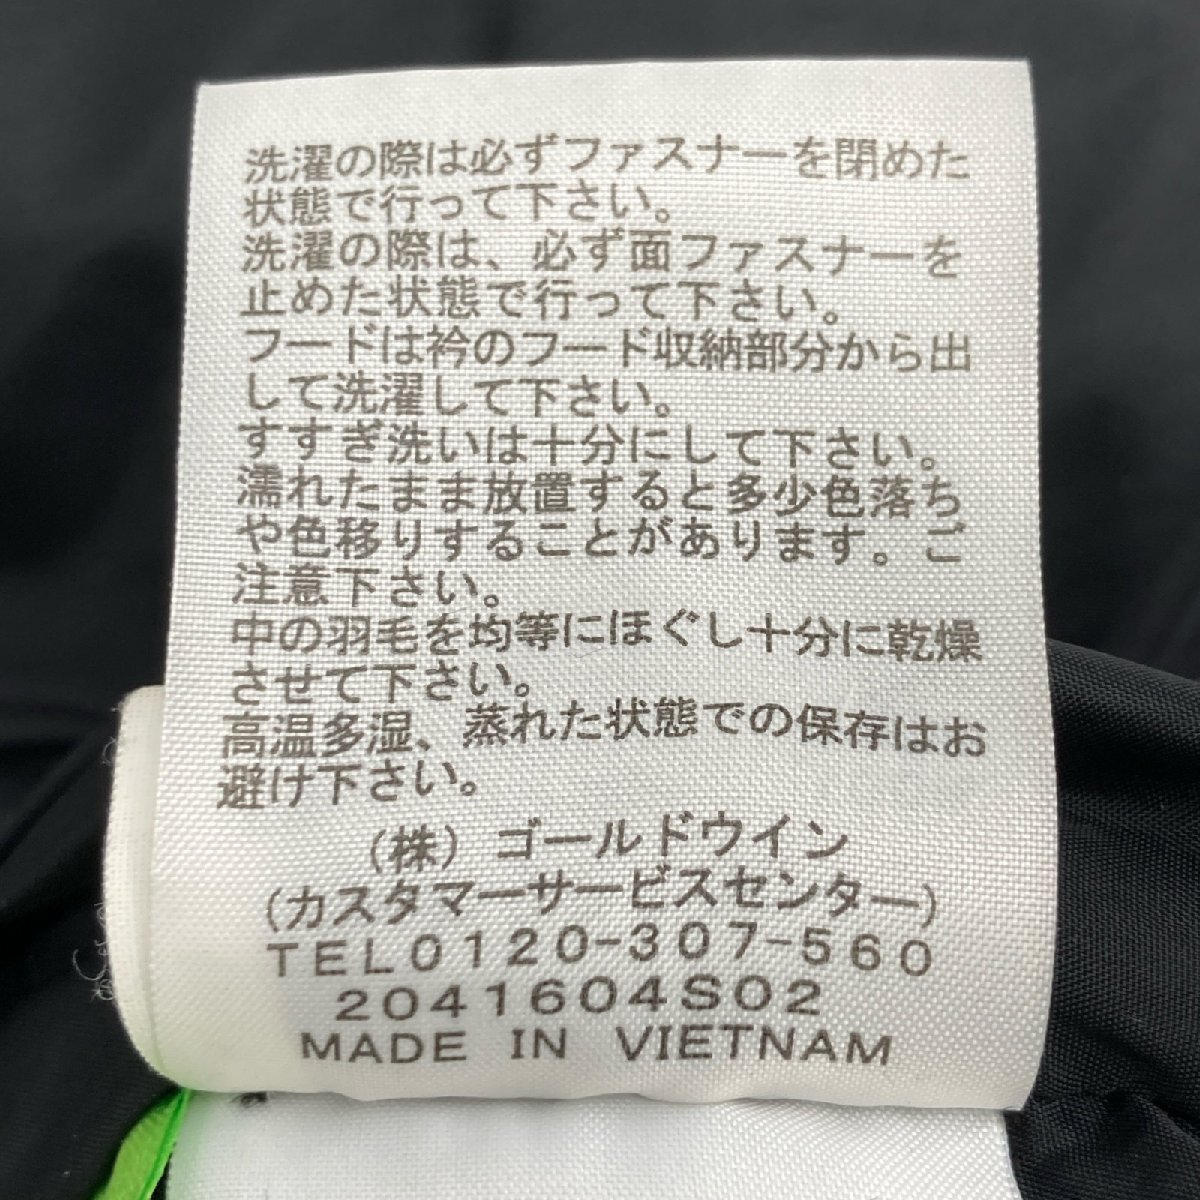 洗濯の際は必ずファスナーを閉めた
状態で行って下さい。
洗濯の際は、必ず面ファスナーを
止めた状態で行って下さい。
フードは衿のフード収納部分から出
して洗濯して下さい。
すすぎ洗いは十分にして下さい。
濡れたまま放置すると多少色落ち
や色移りすることがあります。ご
注意下さい。
中の羽毛を均等にほぐし十分に乾燥
させて下さい。
高温多湿、蒸れた状態での保存はお
避け下さい。
(株)ゴールドウイン
(カスタマーサービスセンター)
TEL0120-307-560
2041604S02
MADE IN VIETNAM